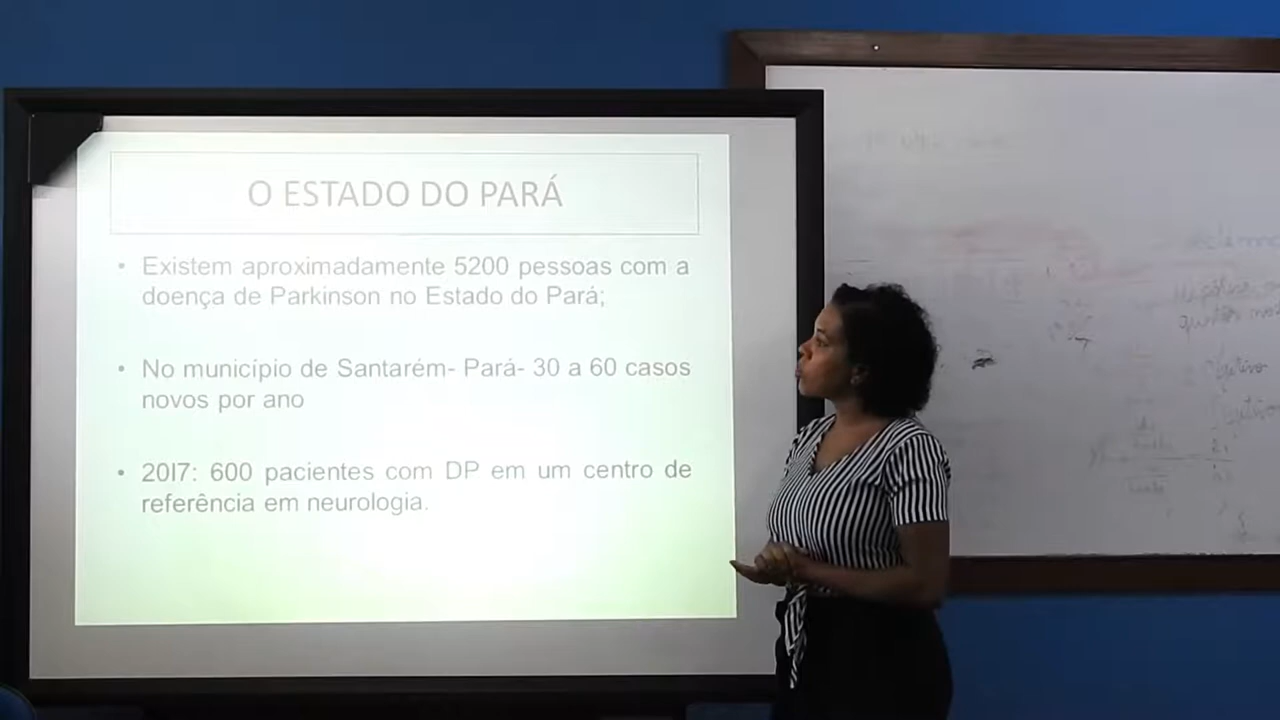 O ESTADO DO PARÁ
• Existem aproximadamente 5200 pessoas com a
doença de Parkinson no Estado do Pará;
• No município de Santarém- Pará- 30 a 60 casos
novos por ano
• 20I7: 600 pacientes com DP em um centro de
referência em neurologia.